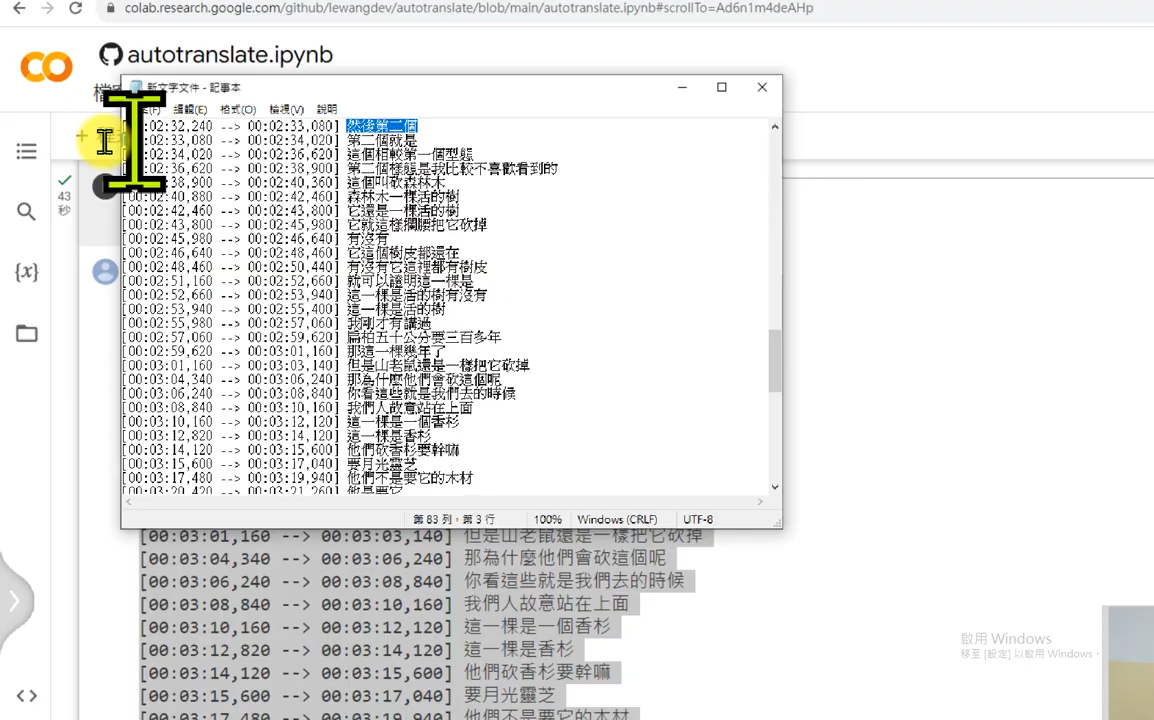 colab.research.google.com/github/lewangdev/autotranslate/blob/main/autotranslate.ipynb#scrollTo=Ad6n1m4deAHp
autotranslate.ipynb
新文字文件 - 記事本
(F) 編輯(E) 格式(O) 檢視(V) 說明
:02:32,240 --> 00:02:33,080] 然後第二個
:02:33,080 --> 00:02:34,020] 第二個就是
:02:34,020 --> 00:02:36,620] 這個相較第一個型態
:02:36,620 --> 00:02:38,900] 第二個樣態是我比較不喜歡看到的
:02:38,900 --> 00:02:40,360] 這個叫砍森林木
[00:02:40,880 --> 00:02:42,460] 森林木一棵活的樹
[00:02:42,460 --> 00:02:43,800] 它還是一棵活的樹
[00:02:43,800 --> 00:02:45,980] 它就這樣攔腰把它砍掉
[00:02:45,980 --> 00:02:46,640] 有沒有
[00:02:46,640 --> 00:02:48,460] 它這個樹皮都還在
[00:02:48,460 --> 00:02:50,440] 有沒有它這裡都有樹皮
[00:02:51,160 --> 00:02:52,660] 就可以證明這一棵是
[00:02:52,660 --> 00:02:53,940] 這一棵是活的樹有沒有
[00:02:53,940 --> 00:02:55,400] 這一棵是活的樹
[00:02:55,980 --> 00:02:57,060] 我剛才有講過
[00:02:57,060 --> 00:02:59,620] 扁柏五十公分要三百多年
[00:02:59,620 --> 00:03:01,160] 那這一棵幾年了
[00:03:01,160 --> 00:03:03,140] 但是山老鼠還是一樣把它砍掉
[00:03:04,340 --> 00:03:06,240] 那為什麼他們會砍這個呢
[00:03:06,240 --> 00:03:08,840] 你看這些就是我們去的時候
[00:03:08,840 --> 00:03:10,160] 我們人故意站在上面
[00:03:10,160 --> 00:03:12,120] 這一棵是一個香杉
[00:03:12,820 --> 00:03:14,120] 這一棵是香杉
[00:03:14,120 --> 00:03:15,600] 他們砍香杉要幹嘛
[00:03:15,600 --> 00:03:17,040] 要月光靈芝
[00:03:17,480 --> 00:03:19,940] 他們不是要它的木材
[00:03:20,420 --> 00:03:21,260] 他是要它
第 83 列,第 3 行 100% Windows (CRLF) UTF-8
43
秒
{x}
[00:03:01,160 --> 00:03:03,140] 但是山老鼠還是一樣把它砍掉
[00:03:04,340 --> 00:03:06,240] 那為什麼他們會砍這個呢
[00:03:06,240 --> 00:03:08,840] 你看這些就是我們去的時候
[00:03:08,840 --> 00:03:10,160] 我們人故意站在上面
[00:03:10,160 --> 00:03:12,120] 這一棵是一個香杉
[00:03:12,820 --> 00:03:14,120] 這一棵是香杉
[00:03:14,120 --> 00:03:15,600] 他們砍香杉要幹嘛
[00:03:15,600 --> 00:03:17,040] 要月光靈芝
[00:03:17,480 --> 00:03:19,940] 他們不是要它的木材
啟用 Windows
移至 [設定] 以啟用 Windows。